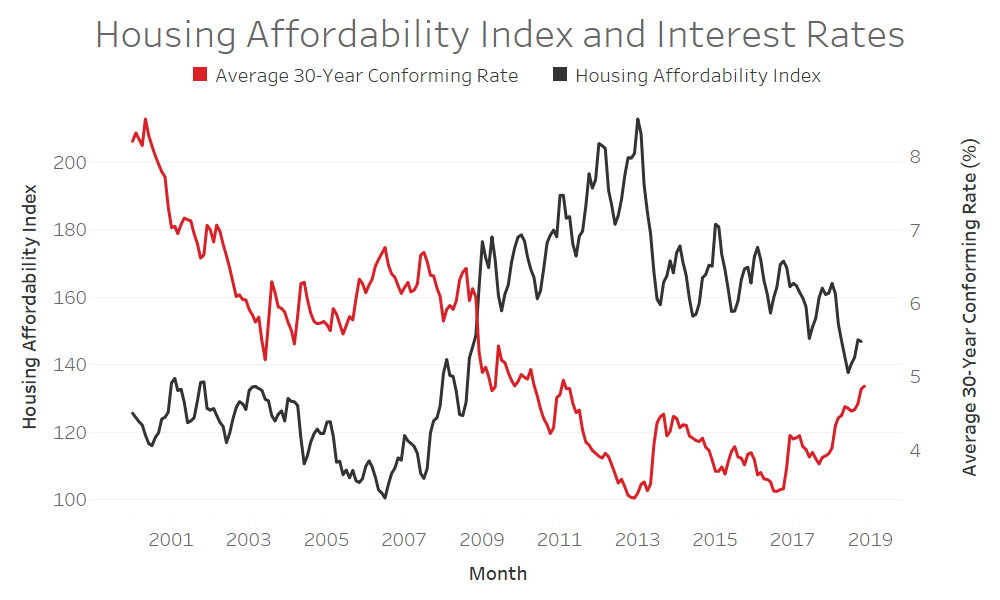 Housing Affordability Index and Interest Rates
Average 30-Year Conforming Rate
Housing Affordability Index
Housing Affordability Index
200
180
160
140
120
100
8
7
6
5
4
Average 30-Year Conforming Rate (%)
2001 2003 2005 2007 2009 2011 2013 2015 2017 2019
Month